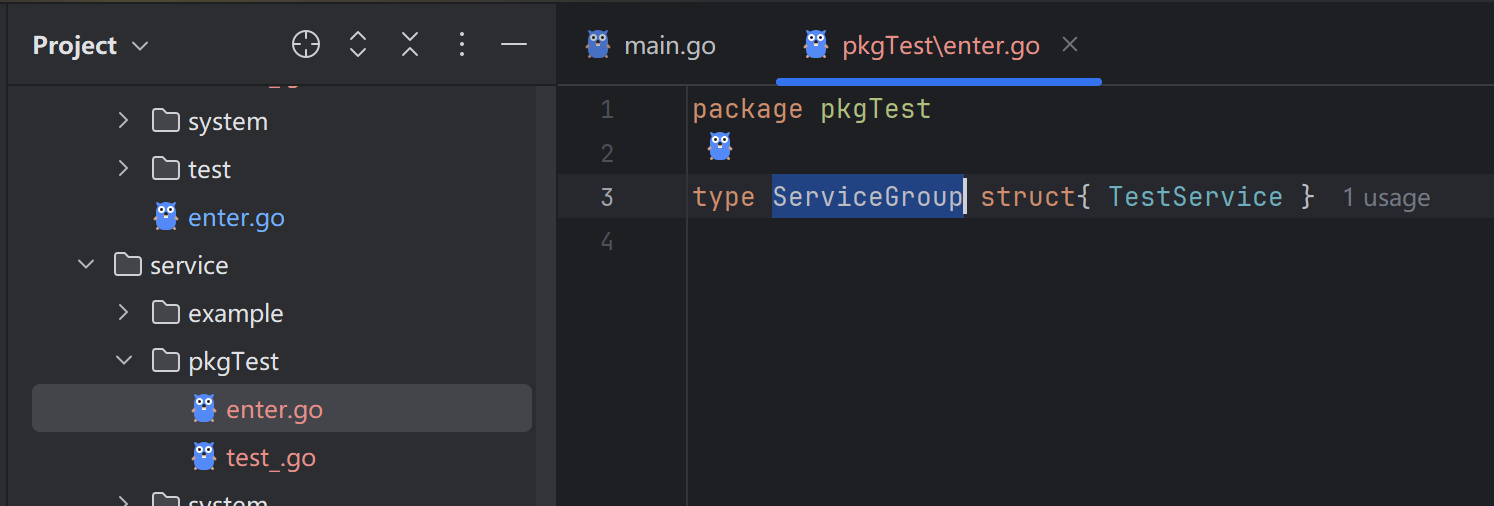 Project
system
test
enter.go
service
example
pkgTest
enter.go
test_.go
system
main.go
pkgTest\enter.go
1 package pkgTest
2
3 type ServiceGroup struct{ TestService } 1 usage
4